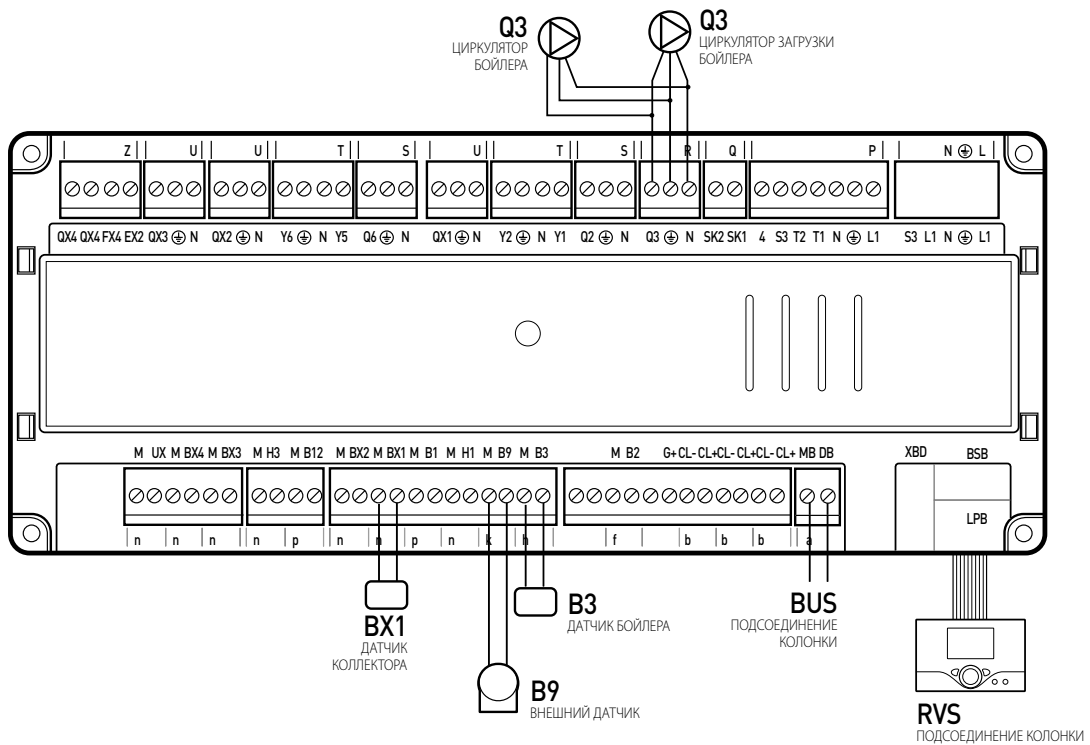 Q3
ЦИРКУЛЯТОР
БОЙЛЕРА
Q3
ЦИРКУЛЯТОР ЗАГРУЗКИ
БОЙЛЕРА
Z U U T S U T S R Q P N L
QX4 QX4 FX4 EX2 QX3 N QX2 N Y6 N Y5 Q6 N QX1 N Y2 N Y1 Q2 N Q3 N SK2 SK1 4 S3 T2 T1 N L1 S3 L1 N L1
M UX M BX4 M BX3 M H3 M B12 M BX2 M BX1 M B1 M H1 M B9 M B3 M B2 G+ CL- CL+ CL- CL+ CL- CL+ MB DB
XBD
BSB
LPB
n n n n p n n p n k h f b b b a
BX1
ДАТЧИК
КОЛЛЕКТОРА
B3
ДАТЧИК БОЙЛЕРА
BUS
ПОДСОЕДИНЕНИЕ
КОЛОНКИ
B9
ВНЕШНИЙ ДАТЧИК
RVS
ПОДСОЕДИНЕНИЕ КОЛОНКИ